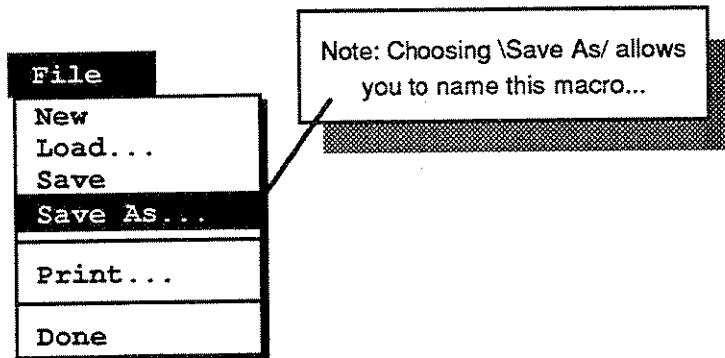 File
New
Load...
Save
Save As...
Print...
Done
Note: Choosing \Save As/ allows
you to name this macro...